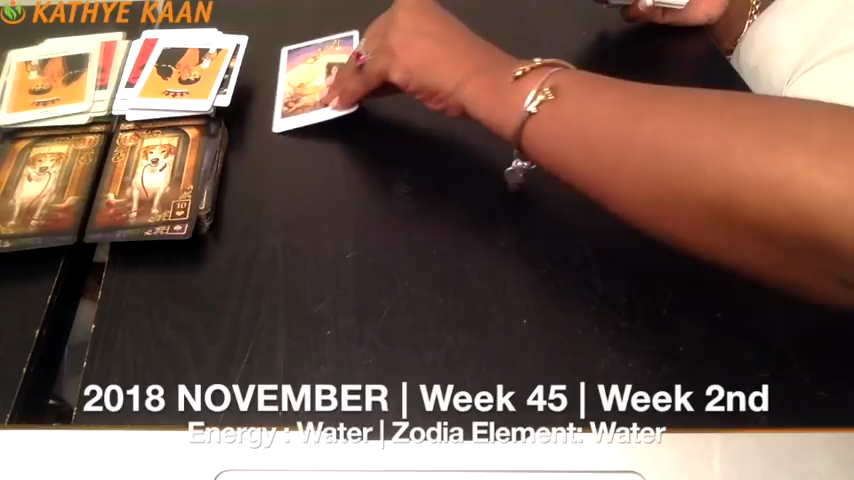 KATHYE KAAN
2018 NOVEMBER | Week 45 | Week 2nd
Energy : Water | Zodia Element: Water